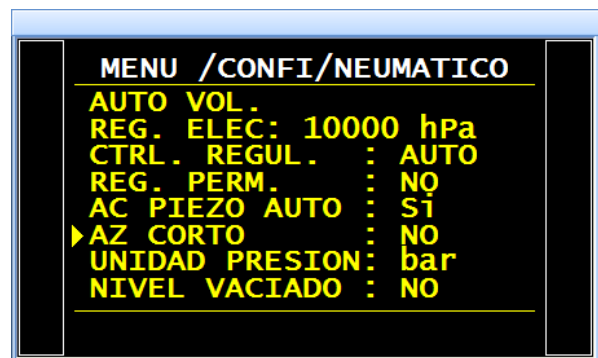 MENU /CONFI/NEUMATICO
AUTO VOL.
REG. ELEC: 10000 hPa
CTRL. REGUL. : AUTO
REG. PERM. : NO
AC PIEZO AUTO : Si
AZ CORTO : NO
UNIDAD PRESION: bar
NIVEL VACIADO : NO